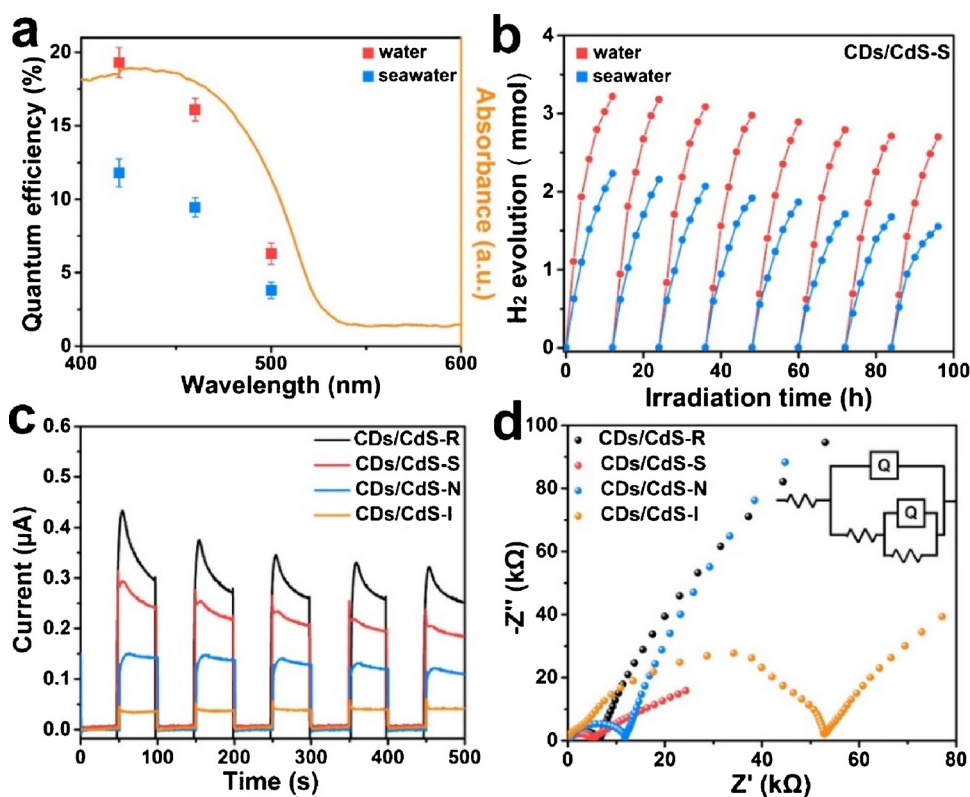 a
20
15
10
5
0
Quantum efficiency (%)
water
seawater
Absorbance (a.u.)
400
500
600
Wavelength (nm)
b
4
3
2
1
0
H2 evolution ( mmol)
water
seawater
CDs/CdS-S
0
20
40
60
80
100
Irradiation time (h)
c
0.6
0.5
0.4
0.3
0.2
0.1
0.0
Current (μA)
CDs/CdS-R
CDs/CdS-S
CDs/CdS-N
CDs/CdS-I
0
100
200
300
400
500
Time (s)
d
100
80
60
40
20
0
-Z" (kΩ)
CDs/CdS-R
CDs/CdS-S
CDs/CdS-N
CDs/CdS-I
Q
Q
0
20
40
60
80
Z' (kΩ)